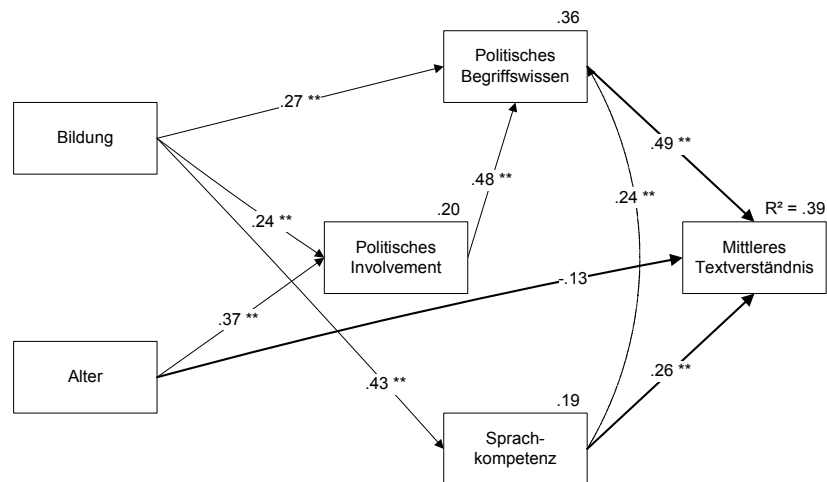 .36
Politisches
Begriffswissen
.27 **
Bildung
.49 **
.48 **
.24 **
.20
R² = .39
.24 **
Politisches
Involvement
Mittleres
Textverständnis
-.13
.37 **
Alter
.43 **
.26 **
.19
Sprach-
kompetenz